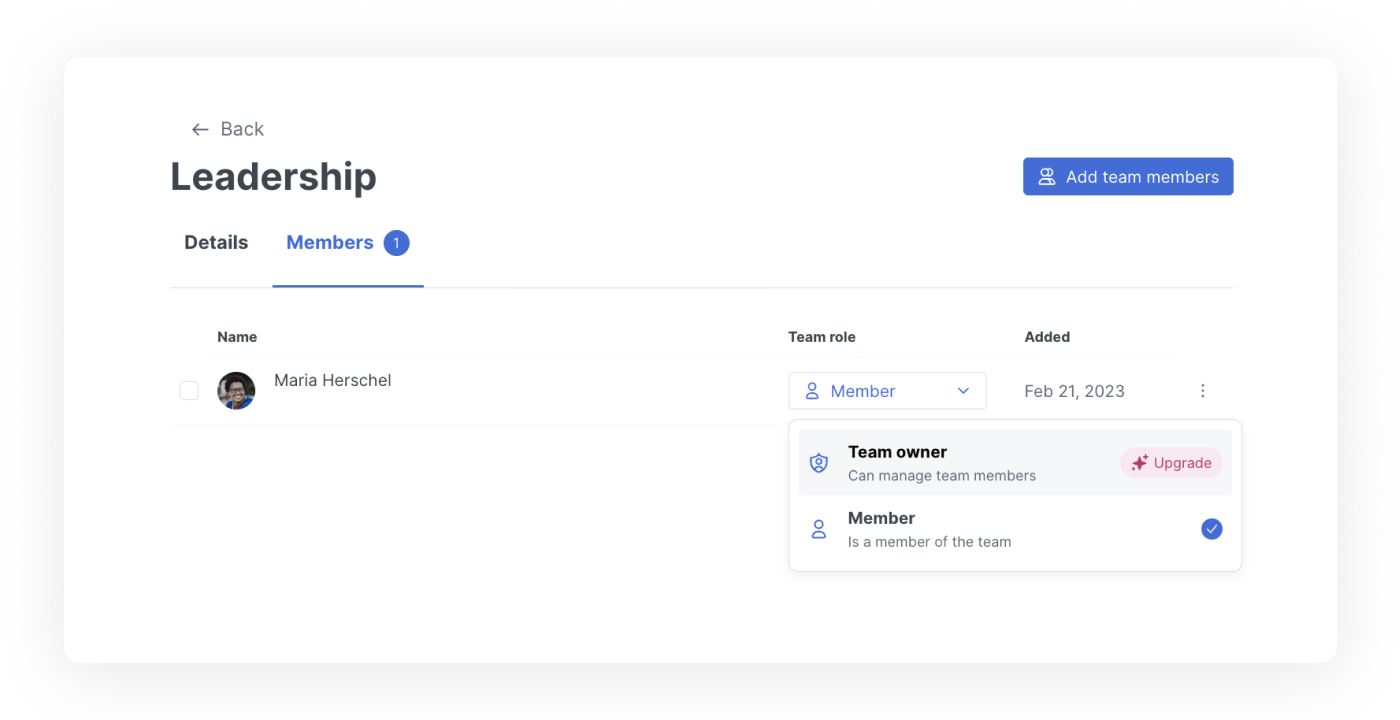 Back
Leadership
Add team members
Details
Members 1
Name
Team role
Added
Maria Herschel
Member
Feb 21, 2023
Team owner
Can manage team members
Upgrade
Member
Is a member of the team